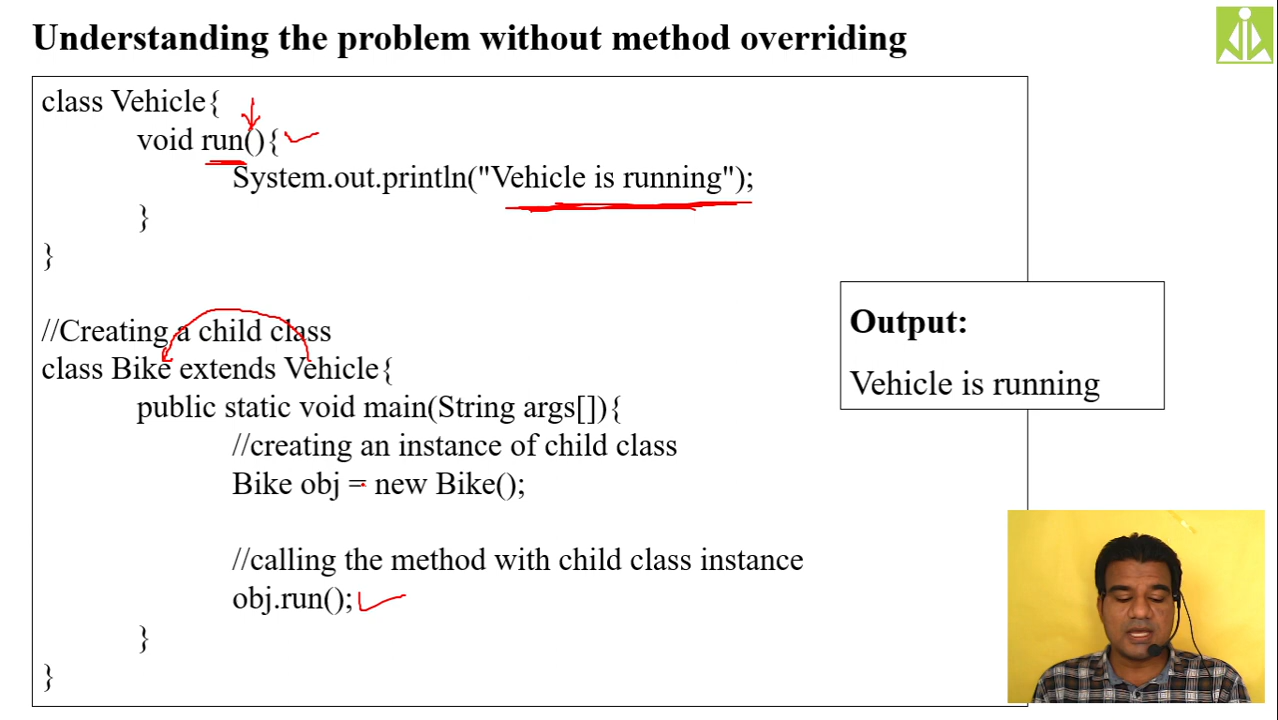 Understanding the problem without method overriding
class Vehicle{
void run(){
System.out.println("Vehicle is running");
}
}
//Creating a child class
class Bike extends Vehicle{
public static void main(String args[]){
//creating an instance of child class
Bike obj = new Bike();
//calling the method with child class instance
obj.run();
}
}
Output:
Vehicle is running